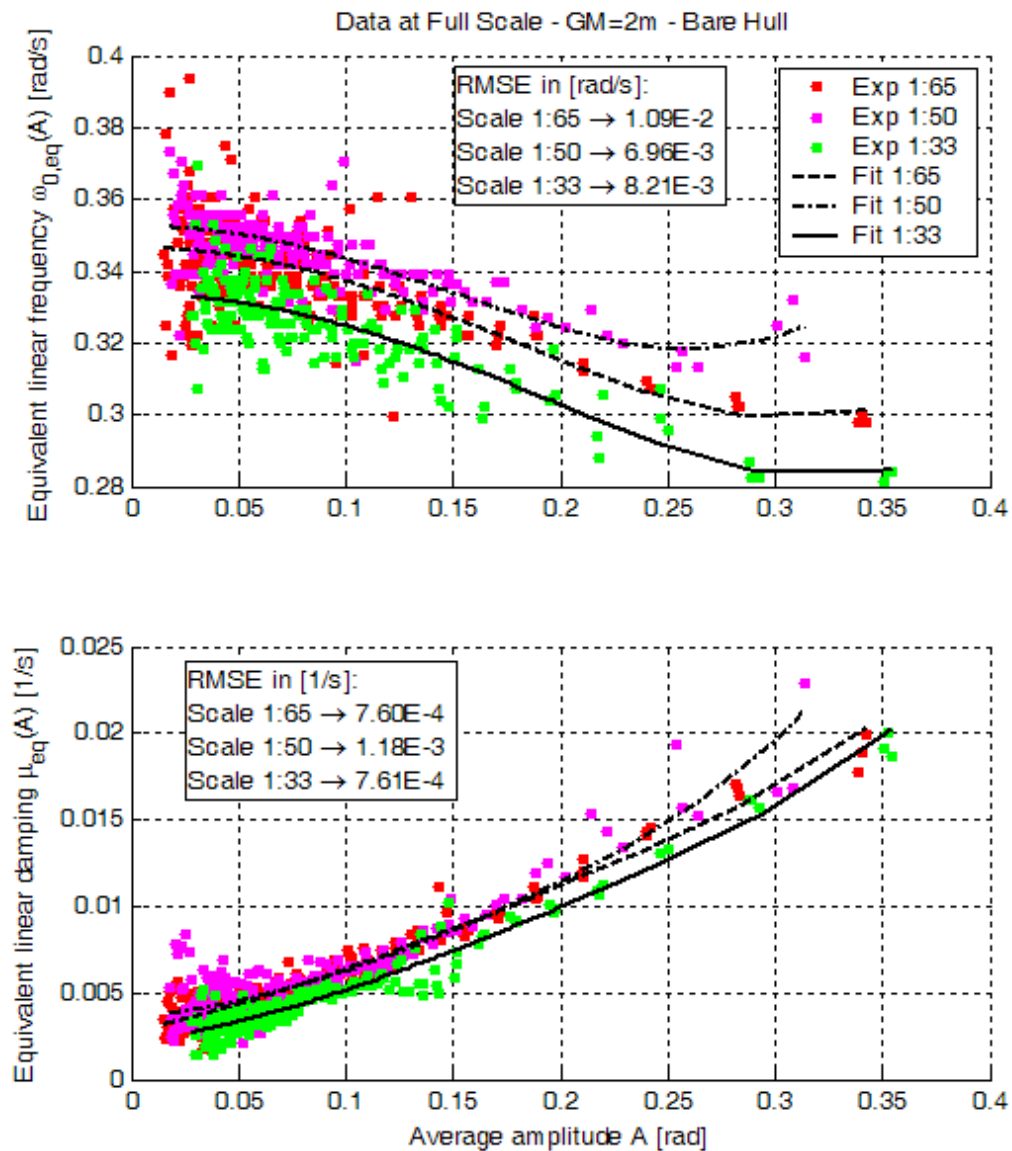 Data at Full Scale - GM=2m - Bare Hull
Equivalent linear frequency ω0,eq(A) [rad/s]
0.4
0.38
0.36
0.34
0.32
0.3
0.28
RMSE in [rad/s]:
Scale 1:65 → 1.09E-2
Scale 1:50 → 6.96E-3
Scale 1:33 → 8.21E-3
Exp 1:65
Exp 1:50
Exp 1:33
Fit 1:65
Fit 1:50
Fit 1:33
0 0.05 0.1 0.15 0.2 0.25 0.3 0.35 0.4
Equivalent linear damping μeq(A) [1/s]
0.025
0.02
0.015
0.01
0.005
0
RMSE in [1/s]:
Scale 1:65 → 7.60E-4
Scale 1:50 → 1.18E-3
Scale 1:33 → 7.61E-4
0 0.05 0.1 0.15 0.2 0.25 0.3 0.35 0.4
Average amplitude A [rad]